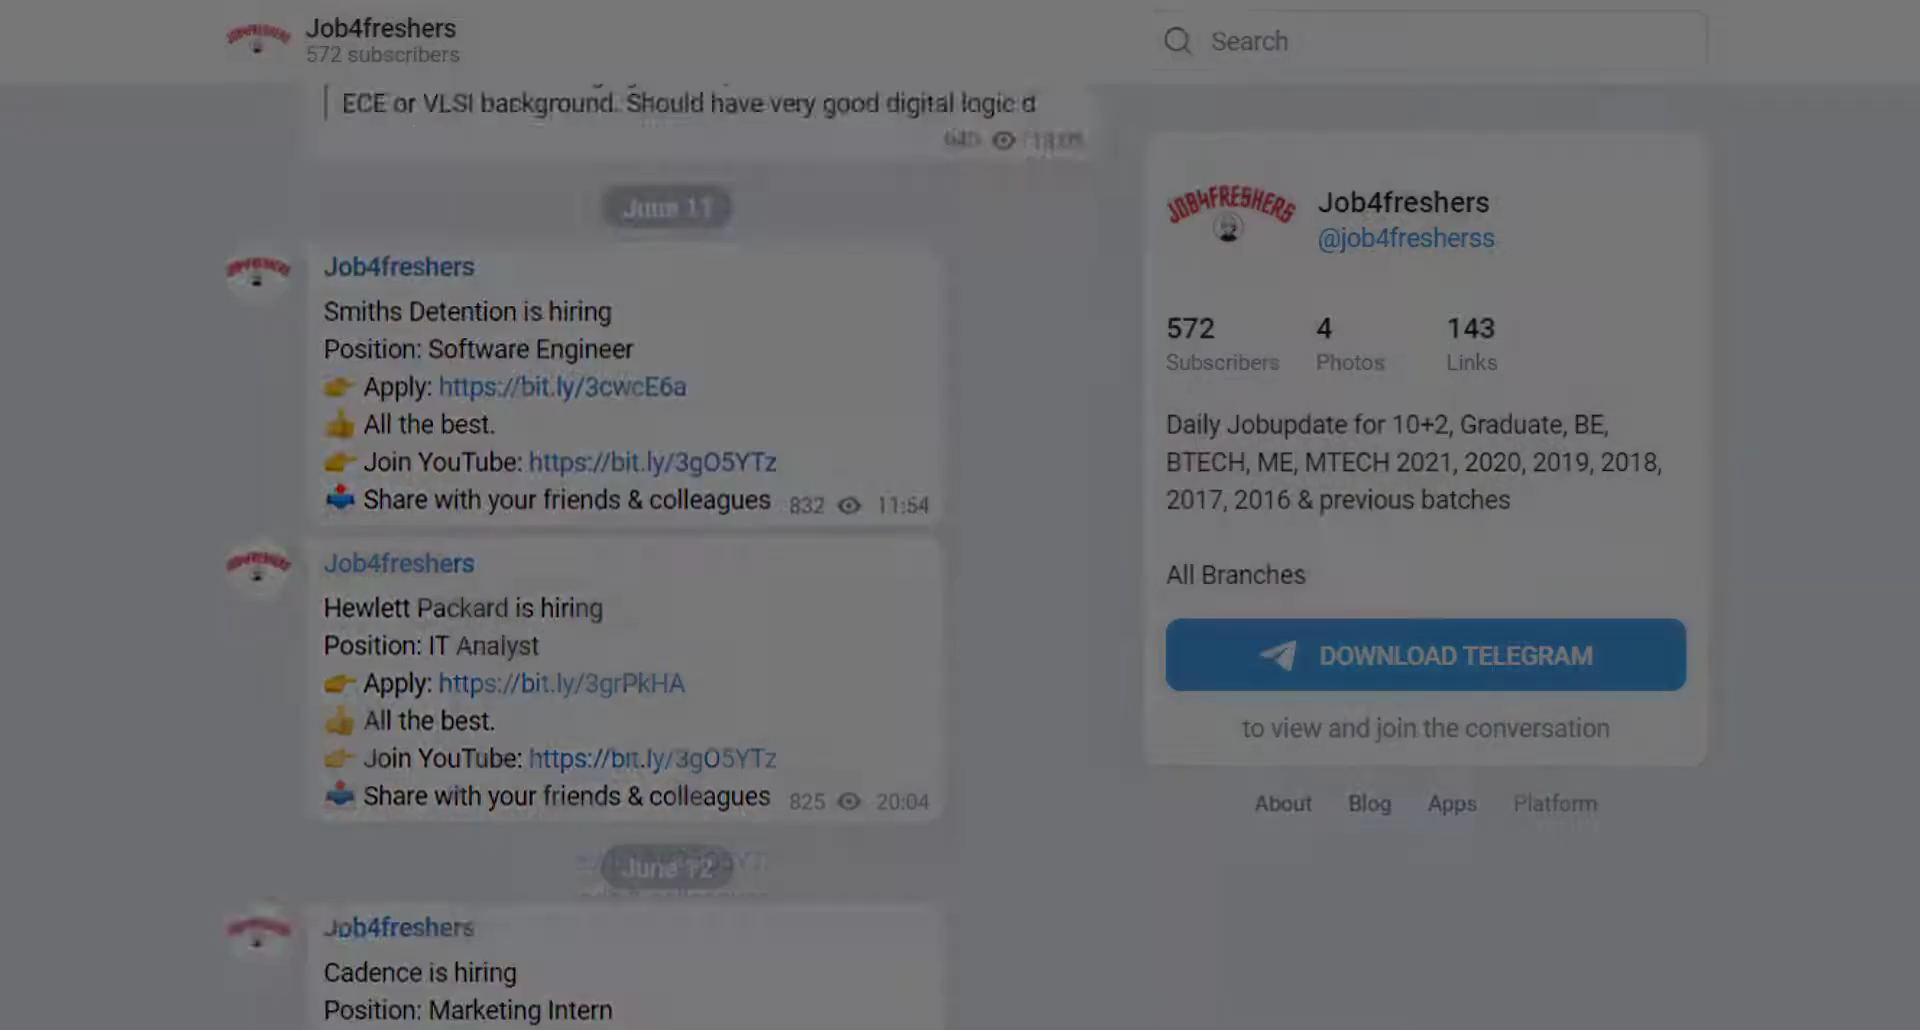 Job4freshers
572 subscribers
Search
ECE or VLSI background. Should have very good digital logic d
640 18:09
June 11
JOB4FRESHERS
Job4freshers
@job4fresherss
572 4 143
Subscribers Photos Links
Daily Jobupdate for 10+2, Graduate, BE,
BTECH, ME, MTECH 2021, 2020, 2019, 2018,
2017, 2016 & previous batches
All Branches
DOWNLOAD TELEGRAM
to view and join the conversation
About Blog Apps Platform
Job4freshers
Smiths Detention is hiring
Position: Software Engineer
👉 Apply: https://bit.ly/3cwcE6a
👍 All the best.
👉 Join YouTube: https://bit.ly/3gO5YTz
📤 Share with your friends & colleagues 832 11:54
Job4freshers
Hewlett Packard is hiring
Position: IT Analyst
👉 Apply: https://bit.ly/3grPkHA
👍 All the best.
👉 Join YouTube: https://bit.ly/3gO5YTz
📤 Share with your friends & colleagues 825 20:04
June 12
Job4freshers
Cadence is hiring
Position: Marketing Intern